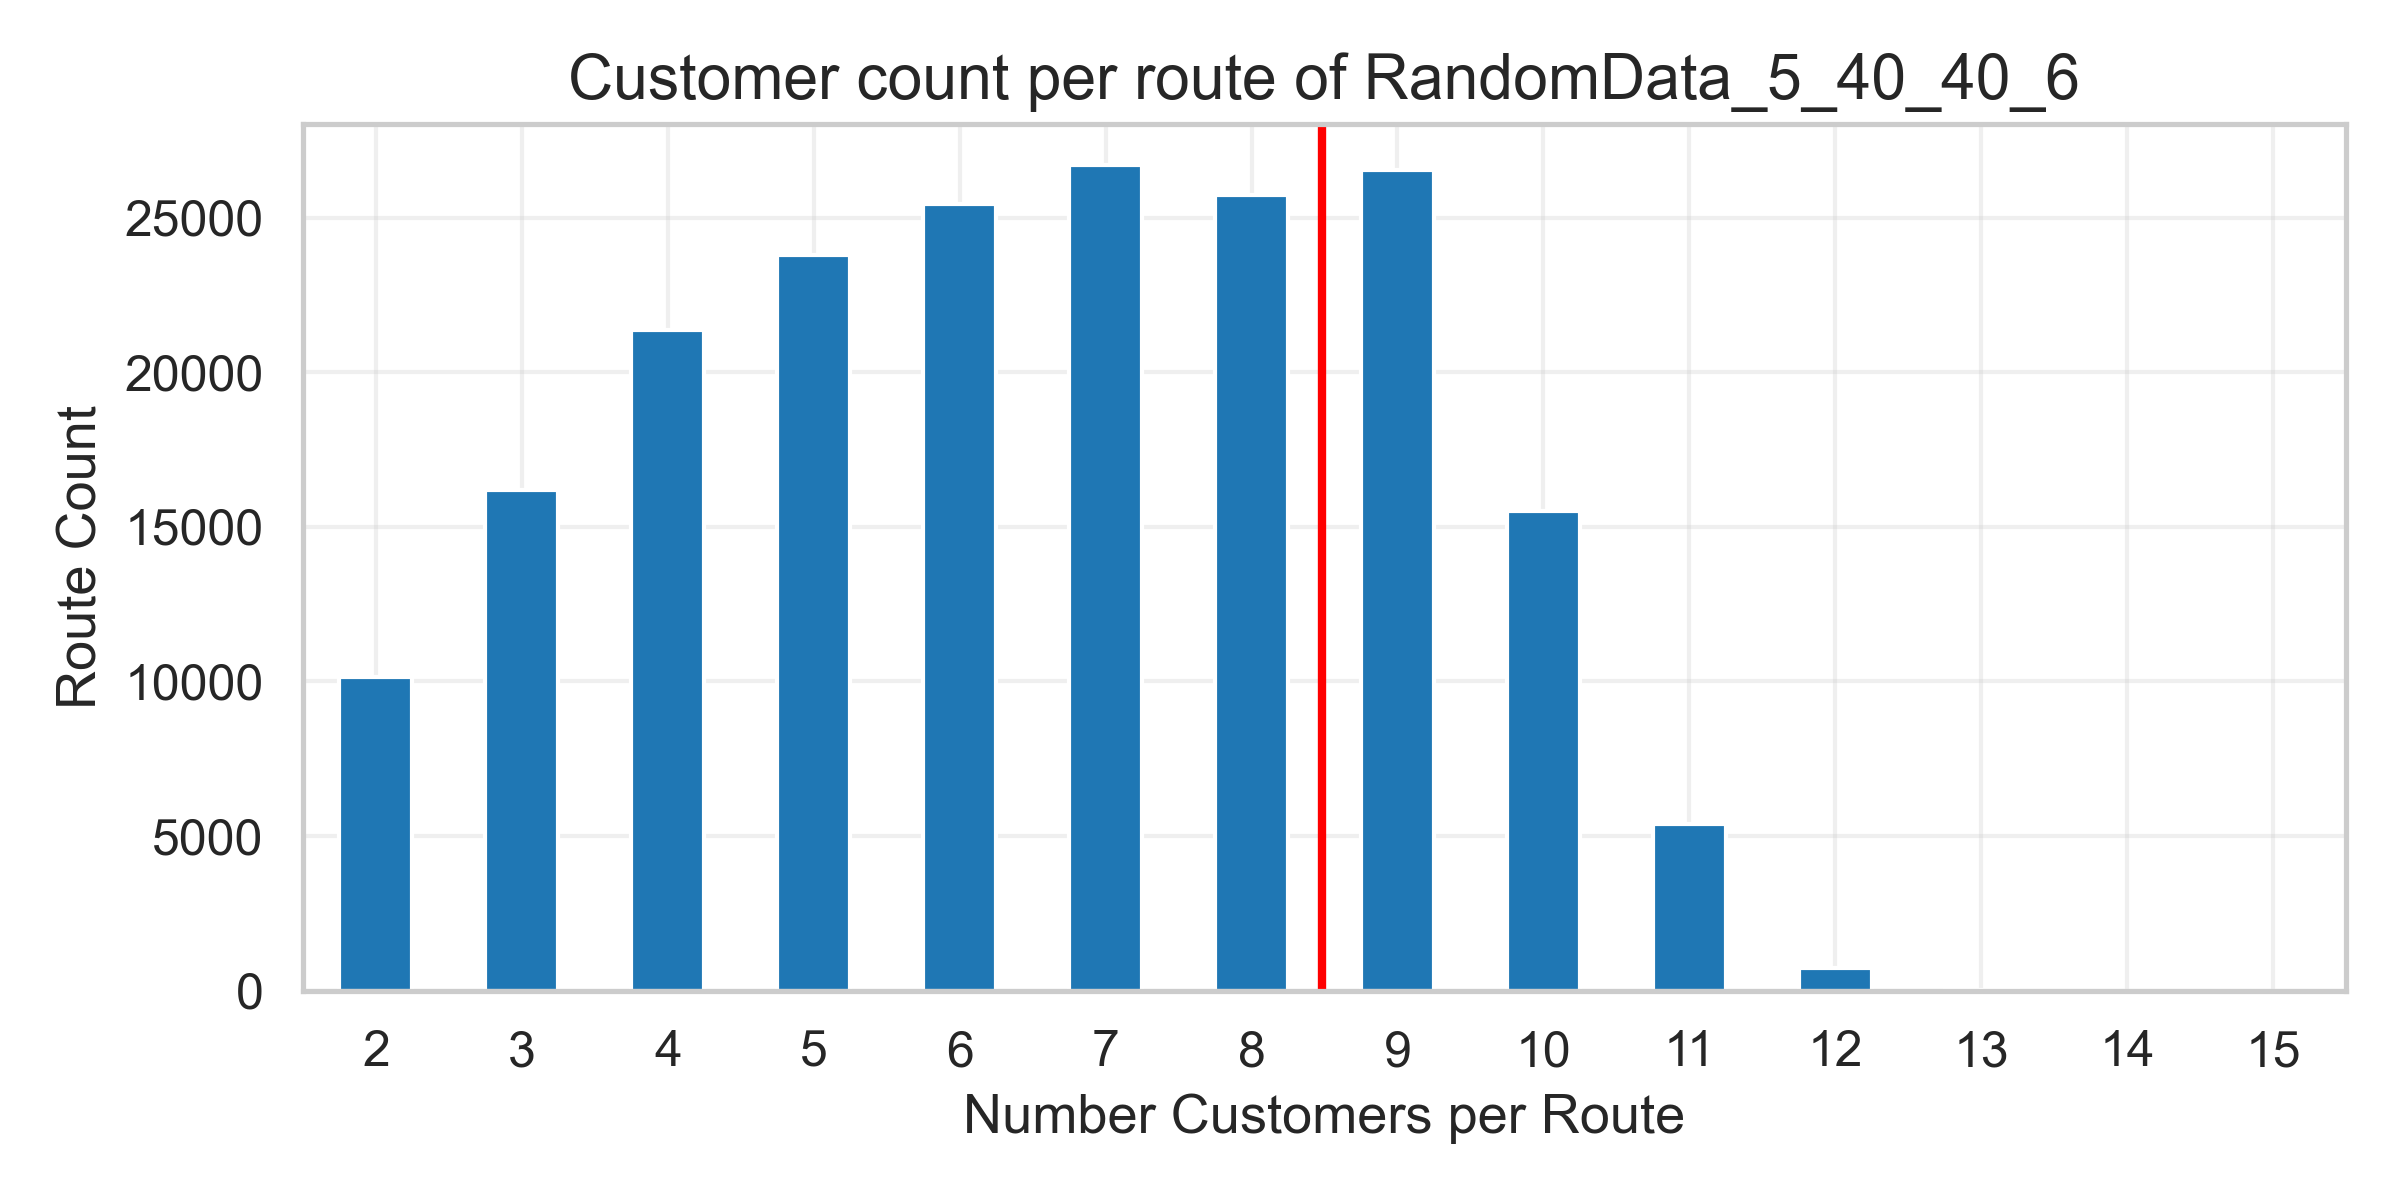 Customer count per route of RandomData_5_40_40_6
25000
20000
15000
10000
5000
0
Route Count
2 3 4 5 6 7 8 9 10 11 12 13 14 15
Number Customers per Route